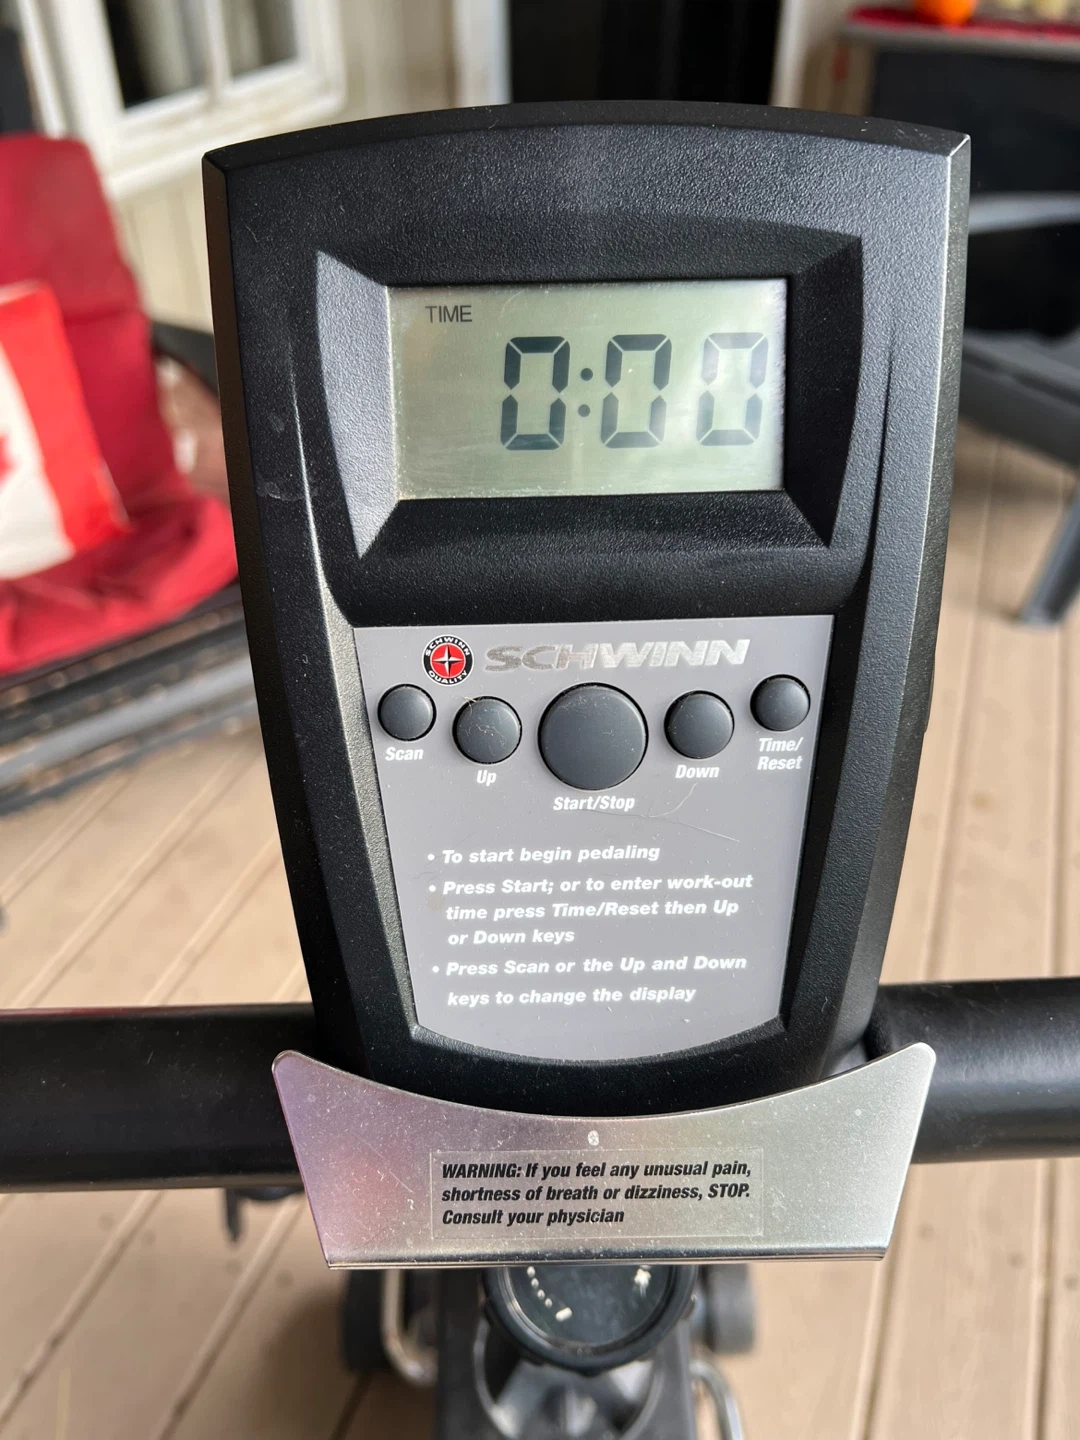 TIME
0:00
SCHWINN QUALITY
SCHWINN
Scan
Up
Start/Stop
Down
Time/
Reset
• To start begin pedaling
• Press Start; or to enter work-out
time press Time/Reset then Up
or Down keys
• Press Scan or the Up and Down
keys to change the display
WARNING: If you feel any unusual pain,
shortness of breath or dizziness, STOP.
Consult your physician